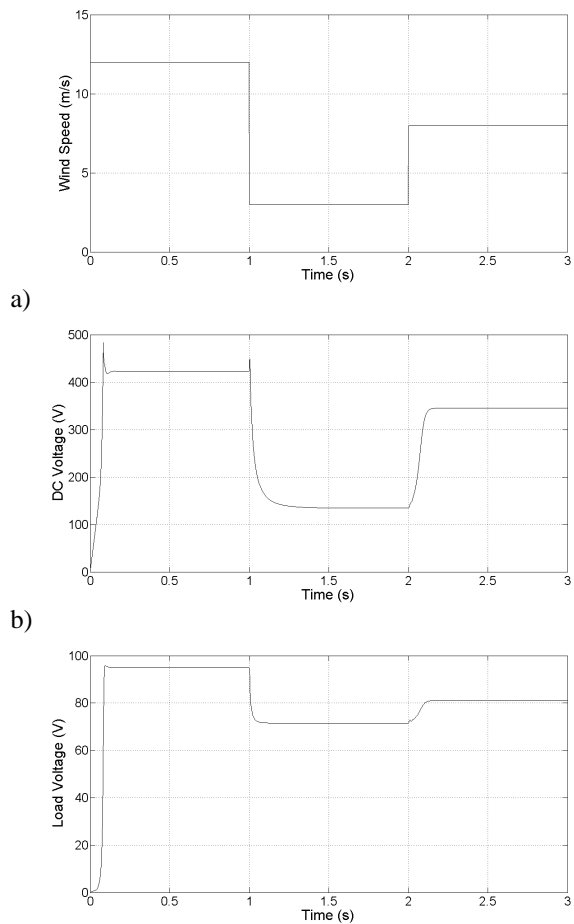 15
10
5
0
Wind Speed (m/s)
0 0.5 1 1.5 2 2.5 3
Time (s)
a)
500
400
300
200
100
0
DC Voltage (V)
0 0.5 1 1.5 2 2.5 3
Time (s)
b)
100
80
60
40
20
0
Load Voltage (V)
0 0.5 1 1.5 2 2.5 3
Time (s)